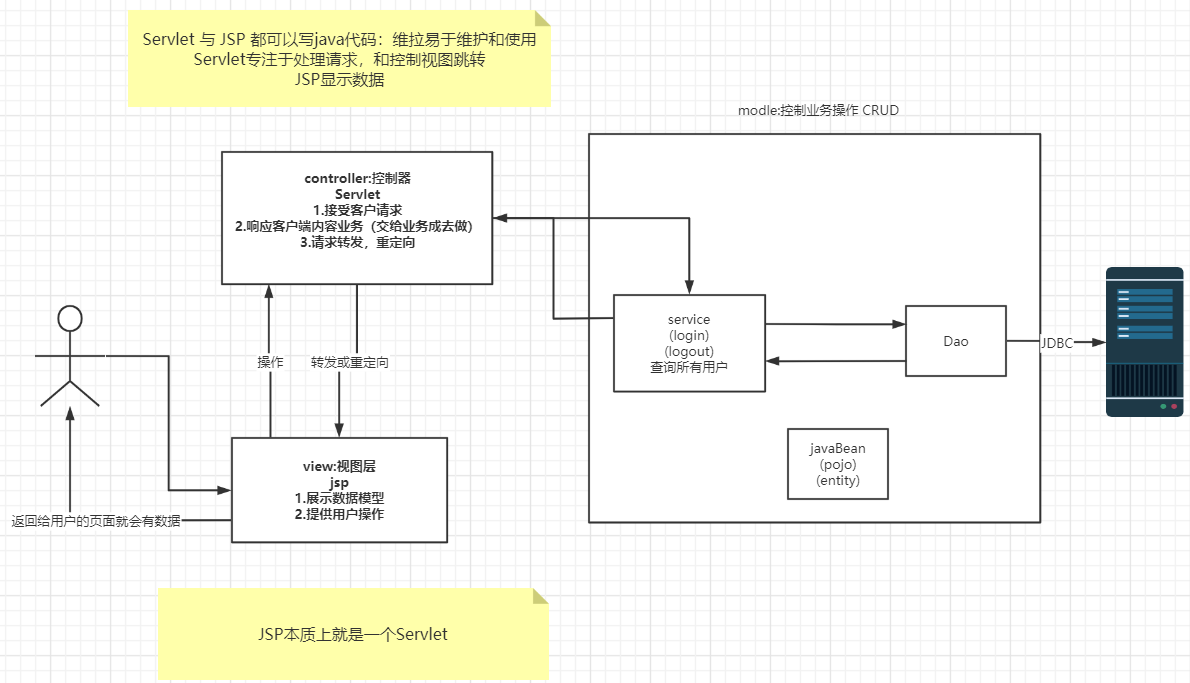 Servlet 与 JSP 都可以写java代码：维拉易于维护和使用
Servlet专注于处理请求，和控制视图跳转
JSP显示数据
modle:控制业务操作 CRUD
controller:控制器
Servlet
1.接受客户请求
2.响应客户端内容业务（交给业务成去做）
3.请求转发，重定向
service
(login)
(logout)
查询所有用户
Dao
JDBC
操作
转发或重定向
javaBean
(pojo)
(entity)
view:视图层
jsp
1.展示数据模型
2.提供用户操作
返回给用户的页面就会有数据
JSP本质上就是一个Servlet